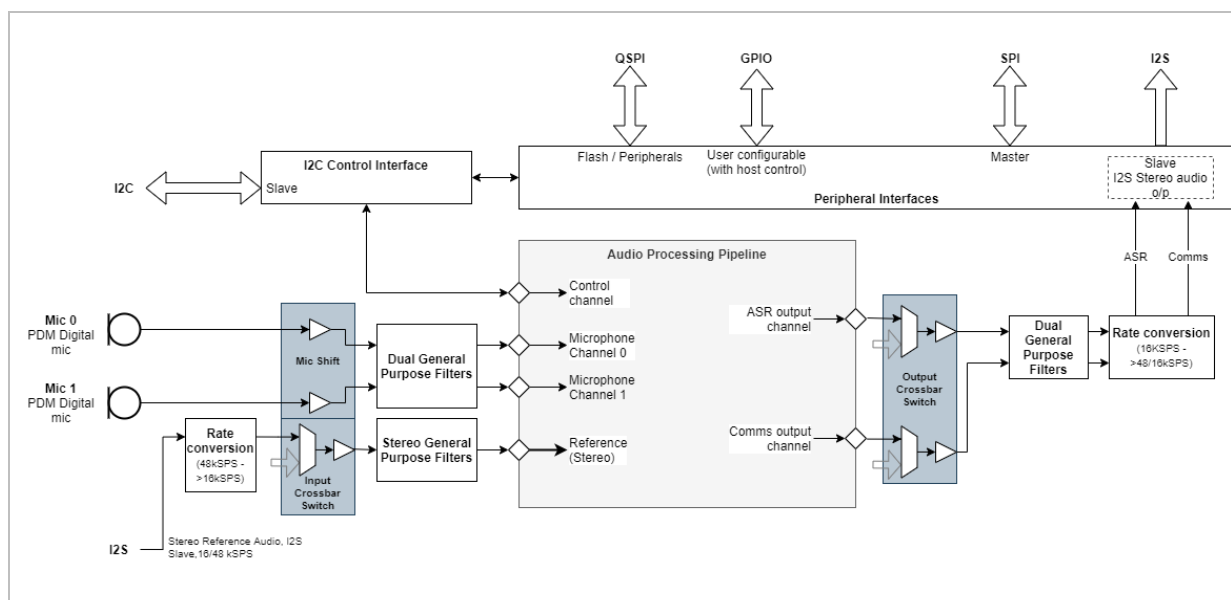 QSPI
GPIO
SPI
I2S
I2C Control Interface
Flash / Peripherals
User configurable
(with host control)
Master
Slave
I2S Stereo audio
o/p
I2C
Slave
Peripheral Interfaces
Audio Processing Pipeline
ASR
Comms
Control
channel
Mic 0
PDM Digital
mic
Mic Shift
Dual General
Purpose Filters
Microphone
Channel 0
Microphone
Channel 1
ASR output
channel
Output
Crossbar
Switch
Dual
General
Purpose
Filters
Rate conversion
(16KSPS -
>48/16kSPS)
Mic 1
PDM Digital
mic
Rate
conversion
(48kSPS -
>16kSPS)
Input
Crossbar
Switch
Stereo General
Purpose Filters
Reference
(Stereo)
Comms output
channel
I2S
Stereo Reference Audio, I2S
Slave,16/48 kSPS